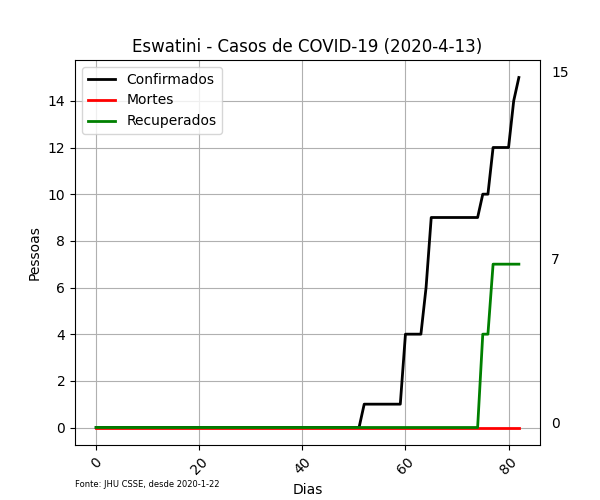 Eswatini - Casos de COVID-19 (2020-4-13)
Confirmados
Mortes
Recuperados
15
7
0
Pessoas
14
12
10
8
6
4
2
0
0
20
40
60
80
Dias
Fonte: JHU CSSE, desde 2020-1-22